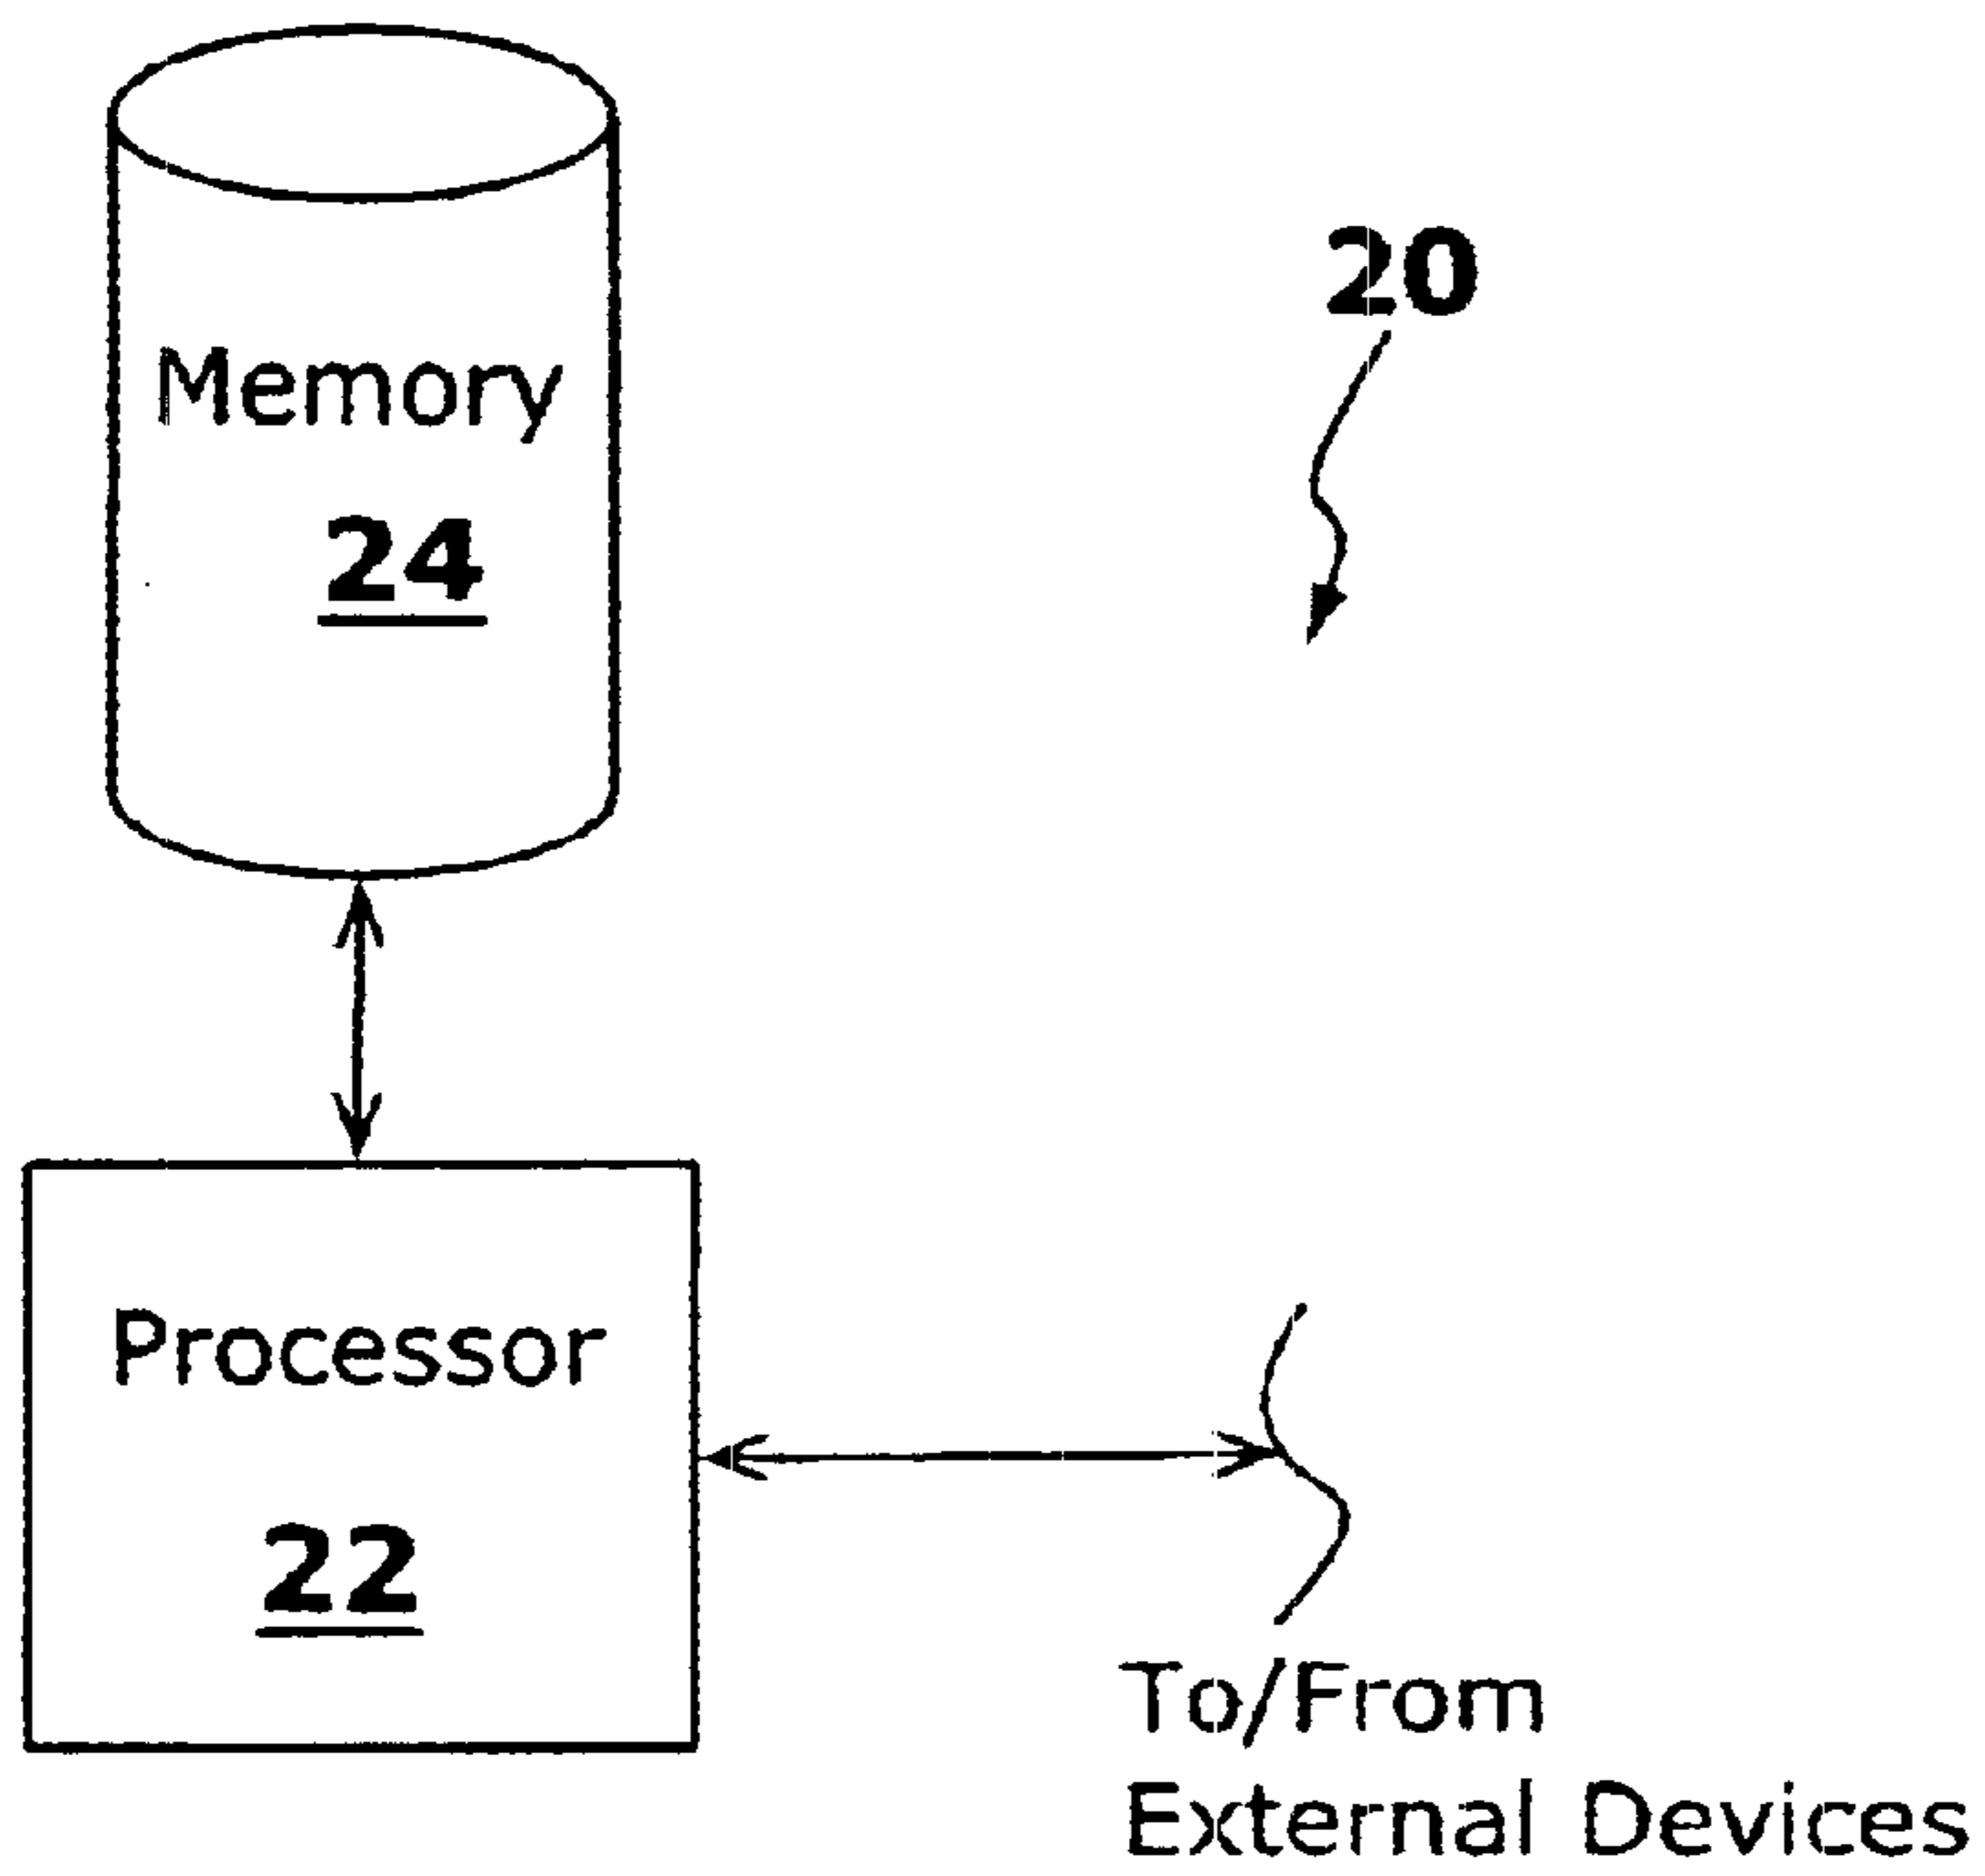 Memory
24
20
Processor
22
To/From
External Devices